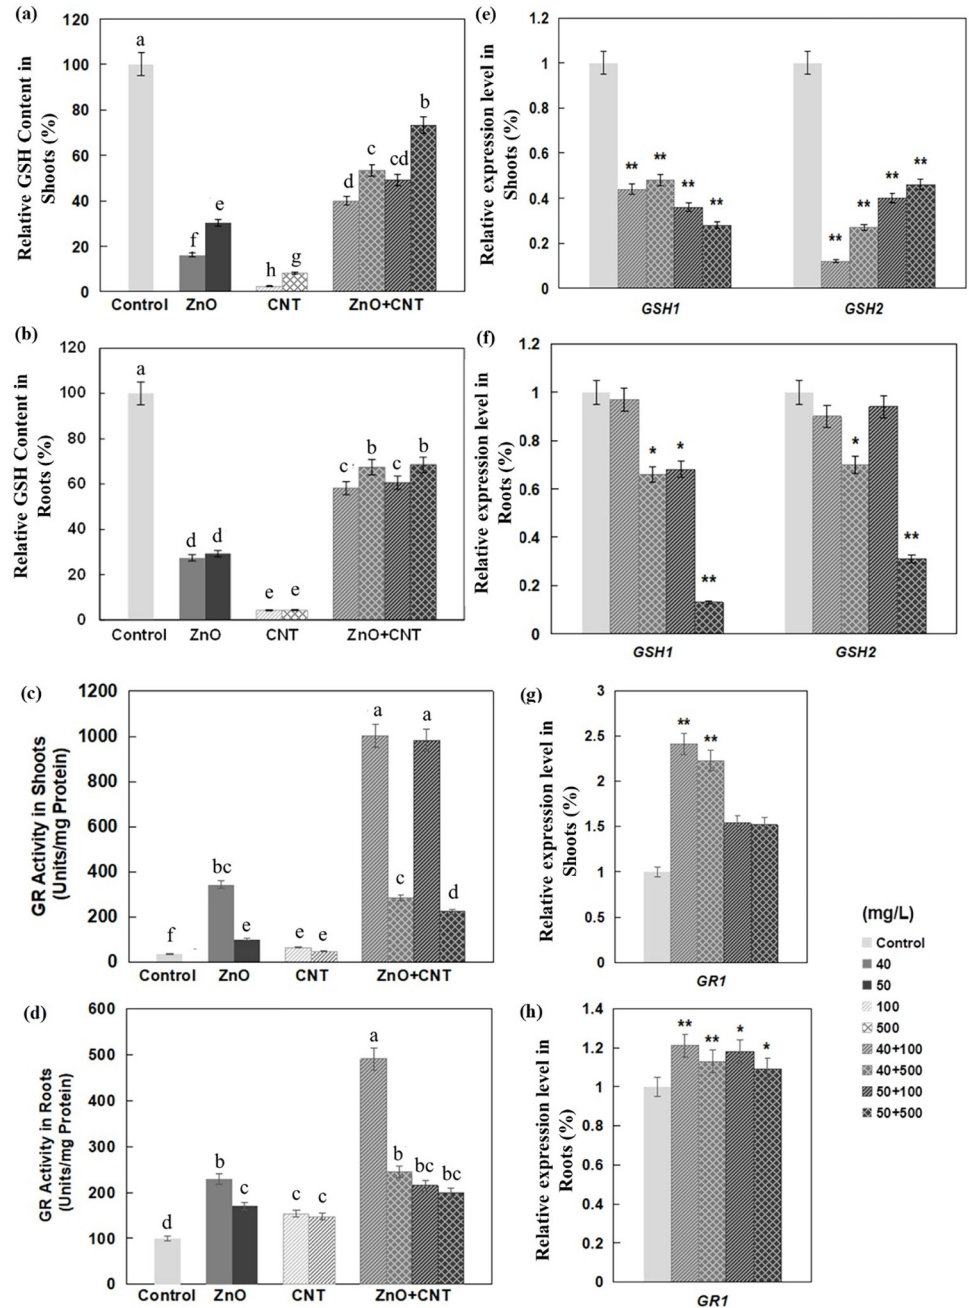 (a)
Relative GSH Content in
Shoots (%)
120
100
80
60
40
20
0
a
f
e
h
g
d
c
cd
b
Control ZnO CNT ZnO+CNT
(e)
Relative expression level in
Shoots (%)
1.2
1
0.8
0.6
0.4
0.2
0
** ** ** **
** ** ** **
GSH1 GSH2
(b)
Relative GSH Content in
Roots (%)
120
100
80
60
40
20
0
a
d d
e e
c b c b
Control ZnO CNT ZnO+CNT
(f)
Relative expression level in
Roots (%)
1.2
1
0.8
0.6
0.4
0.2
0
* * **
* **
GSH1 GSH2
(c)
GR Activity in Shoots
(Units/mg Protein)
1200
1000
800
600
400
200
0
f
bc
e
e e
a
c
a
d
Control ZnO CNT ZnO+CNT
(g)
Relative expression level in
Shoots (%)
3
2.5
2
1.5
1
0.5
0
** **
GR1
(mg/L)
Control
40
50
100
500
40+100
40+500
50+100
50+500
(d)
GR Activity in Roots
(Units/mg Protein)
600
500
400
300
200
100
0
d
b
c
c c
a
b bc bc
Control ZnO CNT ZnO+CNT
(h)
Relative expression level in
Roots (%)
1.4
1.2
1
0.8
0.6
0.4
0.2
0
** ** * *
GR1